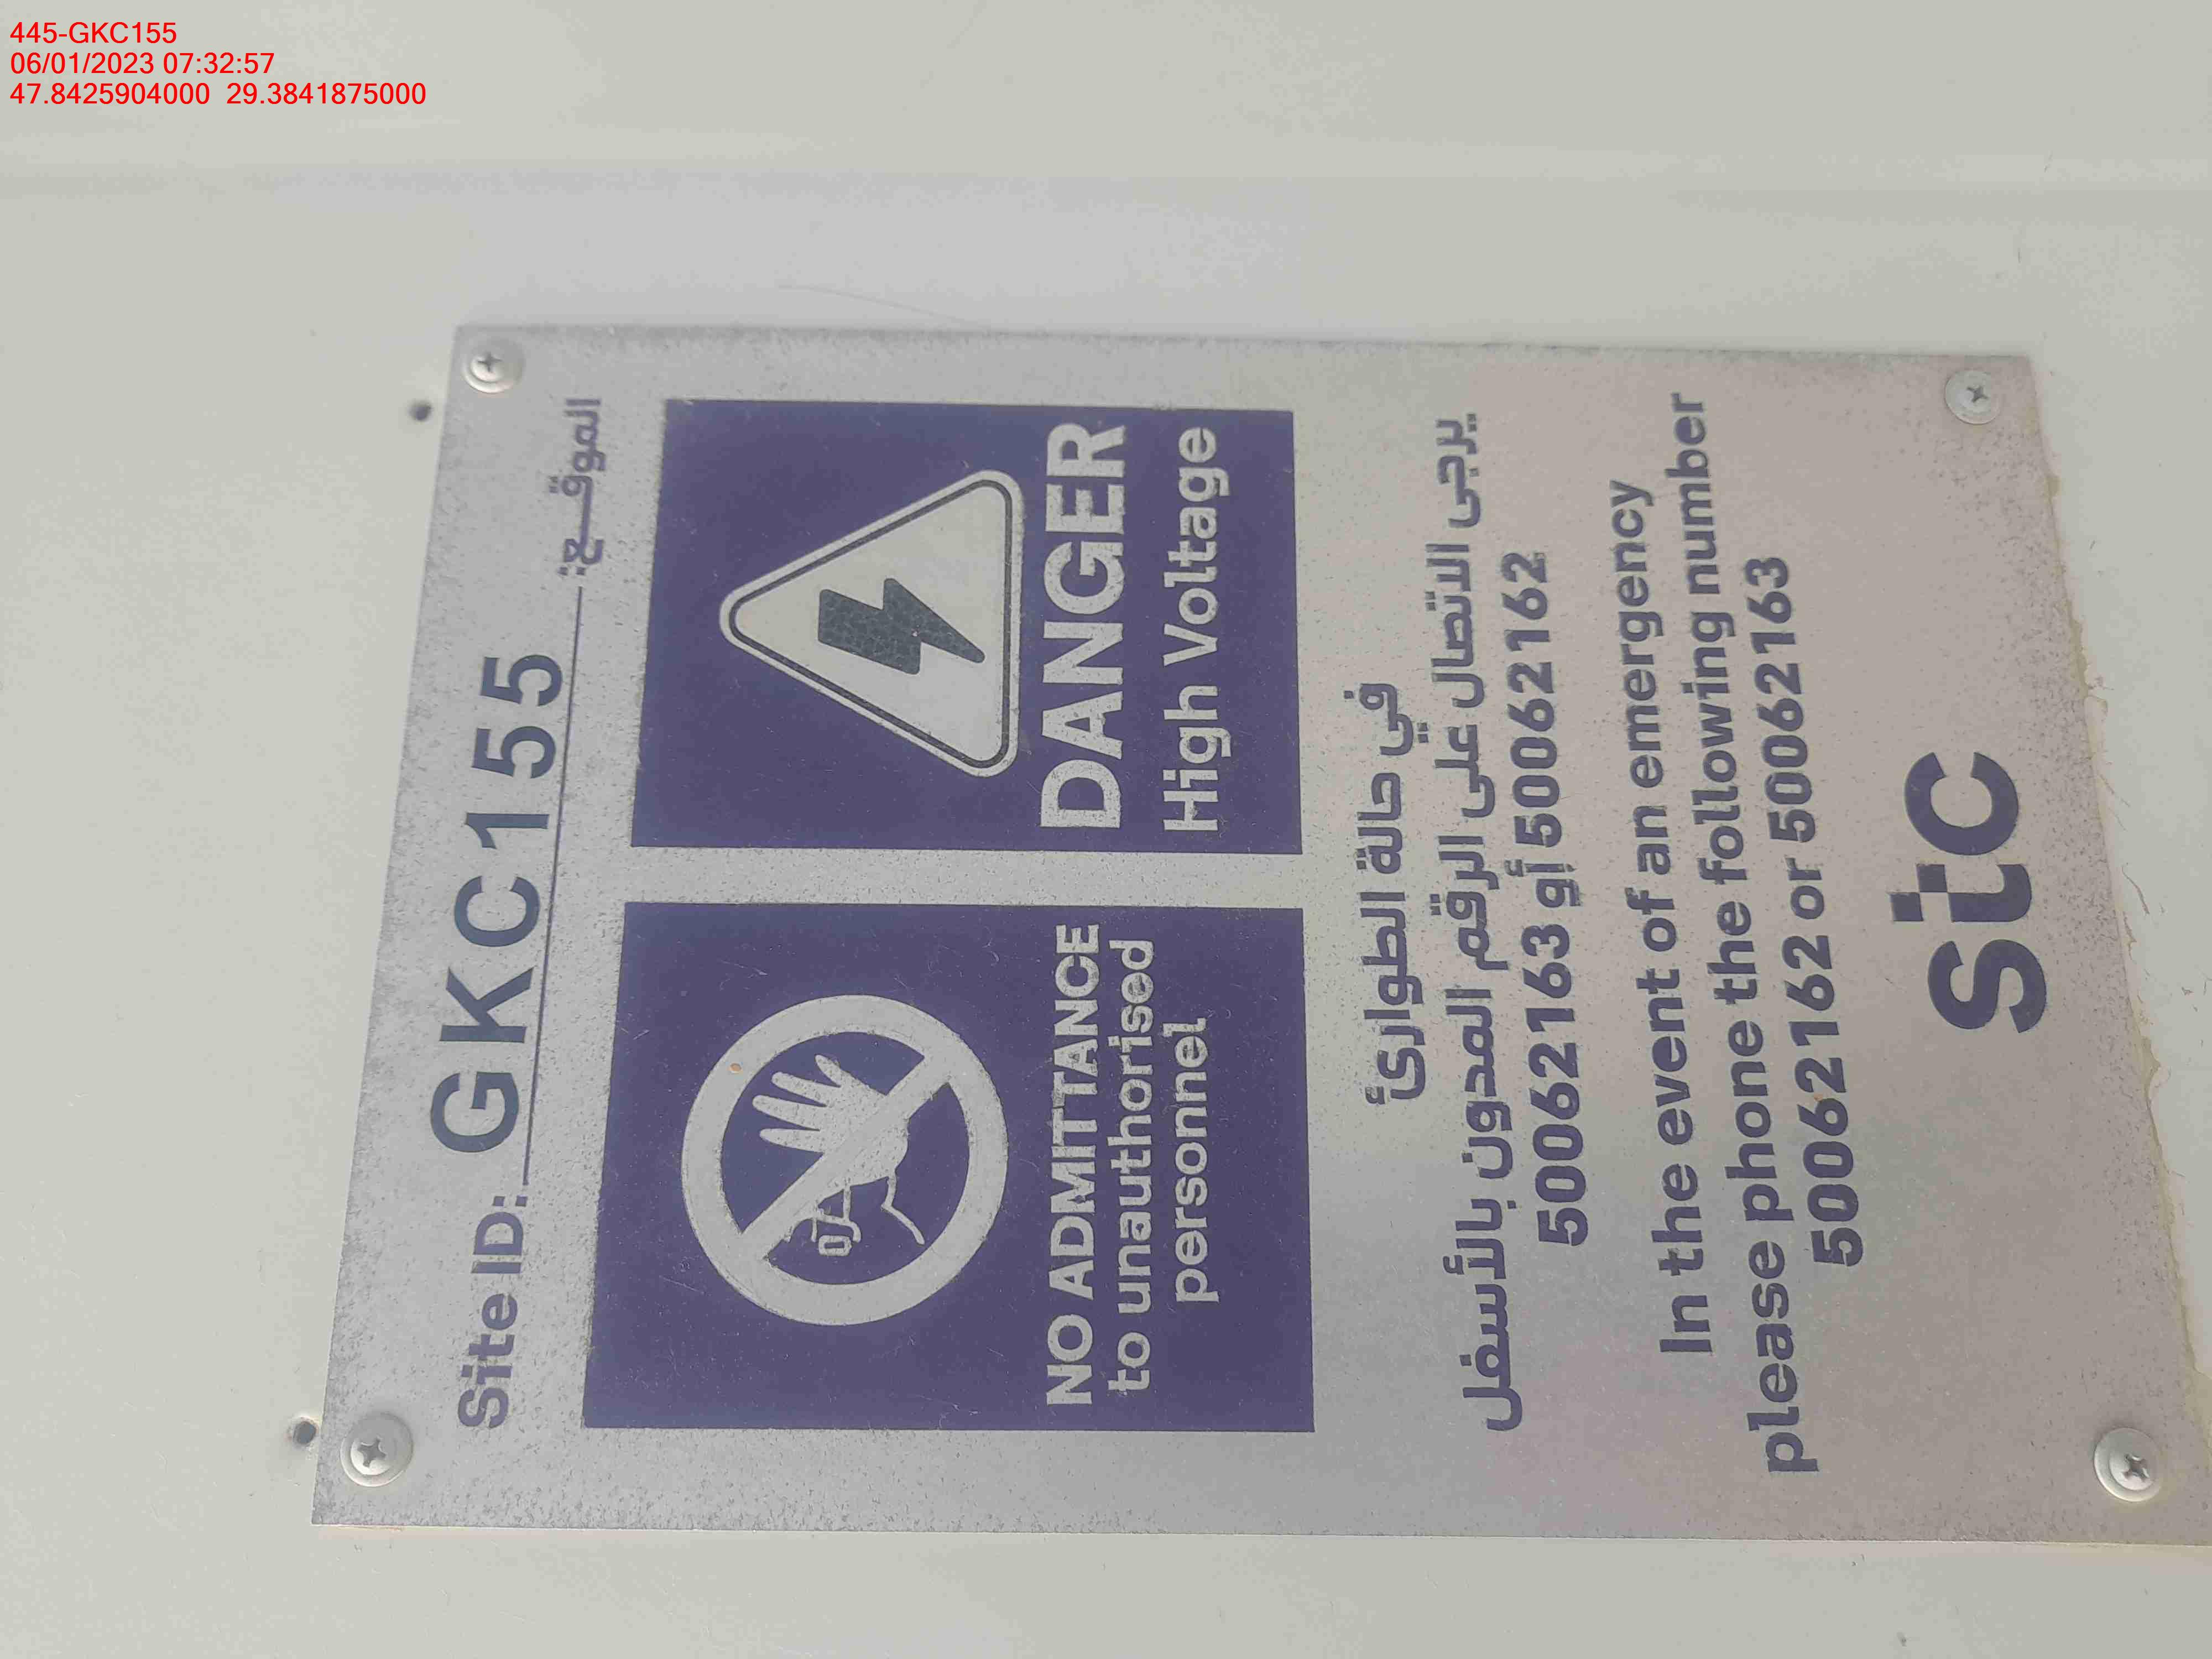 445-GKC155
06/01/2023 07:32:57
47.8425904000 29.3841875000
Site ID: GKC155 الموقــع:
NO ADMITTANCE
to unauthorised
personnel
DANGER
High Voltage
في حالة الطوارئ
يرجى الاتصال على الرقم المدون بالأسفل
50062163 أو 50062162
In the event of an emergency
please phone the following number
50062162 or 50062163
stc